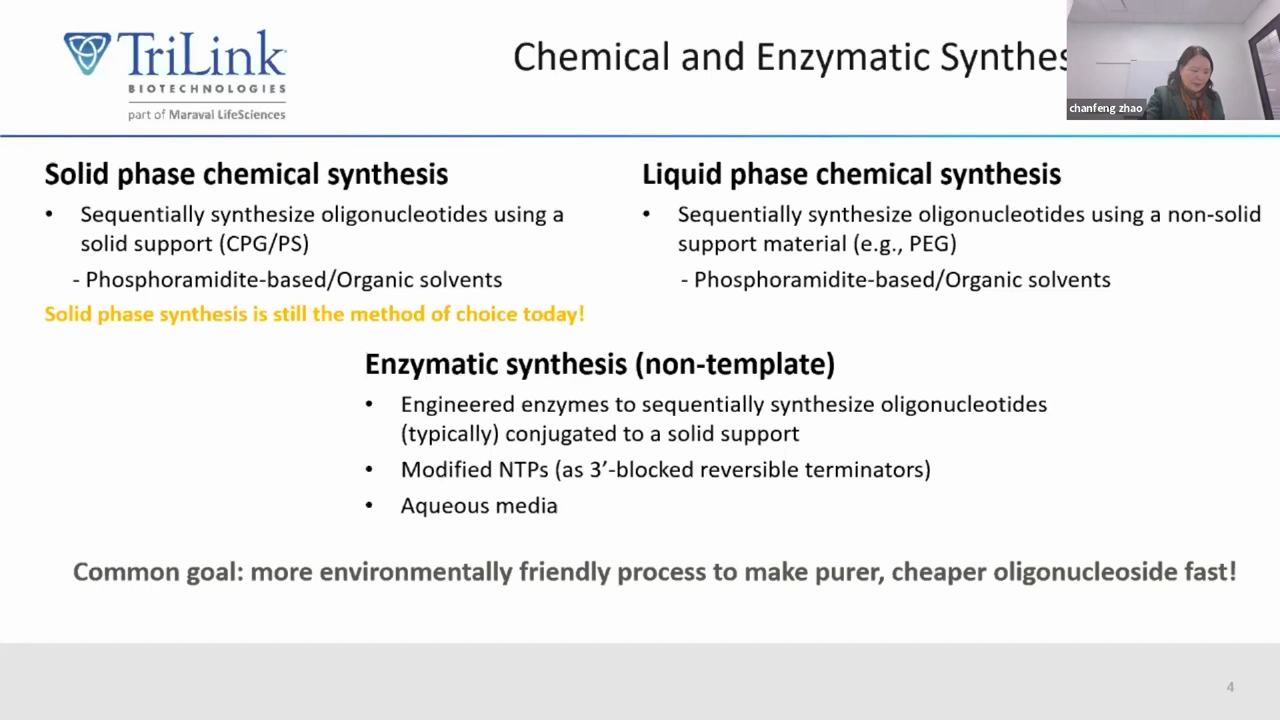 TriLink
BIOTECHNOLOGIES
part of Maravai LifeSciences
Chemical and Enzymatic Synthes
chanfeng zhao
Solid phase chemical synthesis
• Sequentially synthesize oligonucleotides using a
solid support (CPG/PS)
- Phosphoramidite-based/Organic solvents
Solid phase synthesis is still the method of choice today!
Liquid phase chemical synthesis
• Sequentially synthesize oligonucleotides using a non-solid
support material (e.g., PEG)
- Phosphoramidite-based/Organic solvents
Enzymatic synthesis (non-template)
• Engineered enzymes to sequentially synthesize oligonucleotides
(typically) conjugated to a solid support
• Modified NTPs (as 3’-blocked reversible terminators)
• Aqueous media
Common goal: more environmentally friendly process to make purer, cheaper oligonucleoside fast!
4